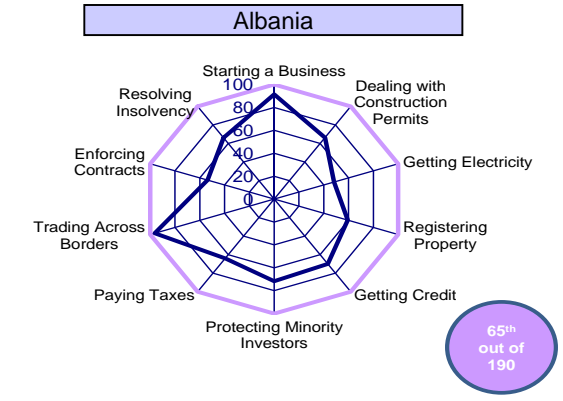 Albania
Starting a Business
100
80
60
40
20
0
Dealing with
Construction
Permits
Getting Electricity
Registering
Property
Getting Credit
Protecting Minority
Investors
Paying Taxes
Trading Across
Borders
Enforcing
Contracts
Resolving
Insolvency
65th
out of
190